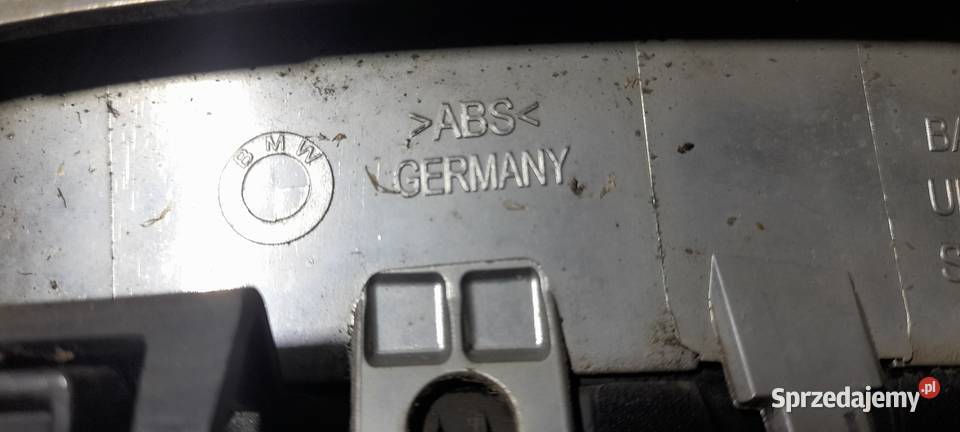 BMW
>ABS<
GERMANY
Sprzedajemy.pl